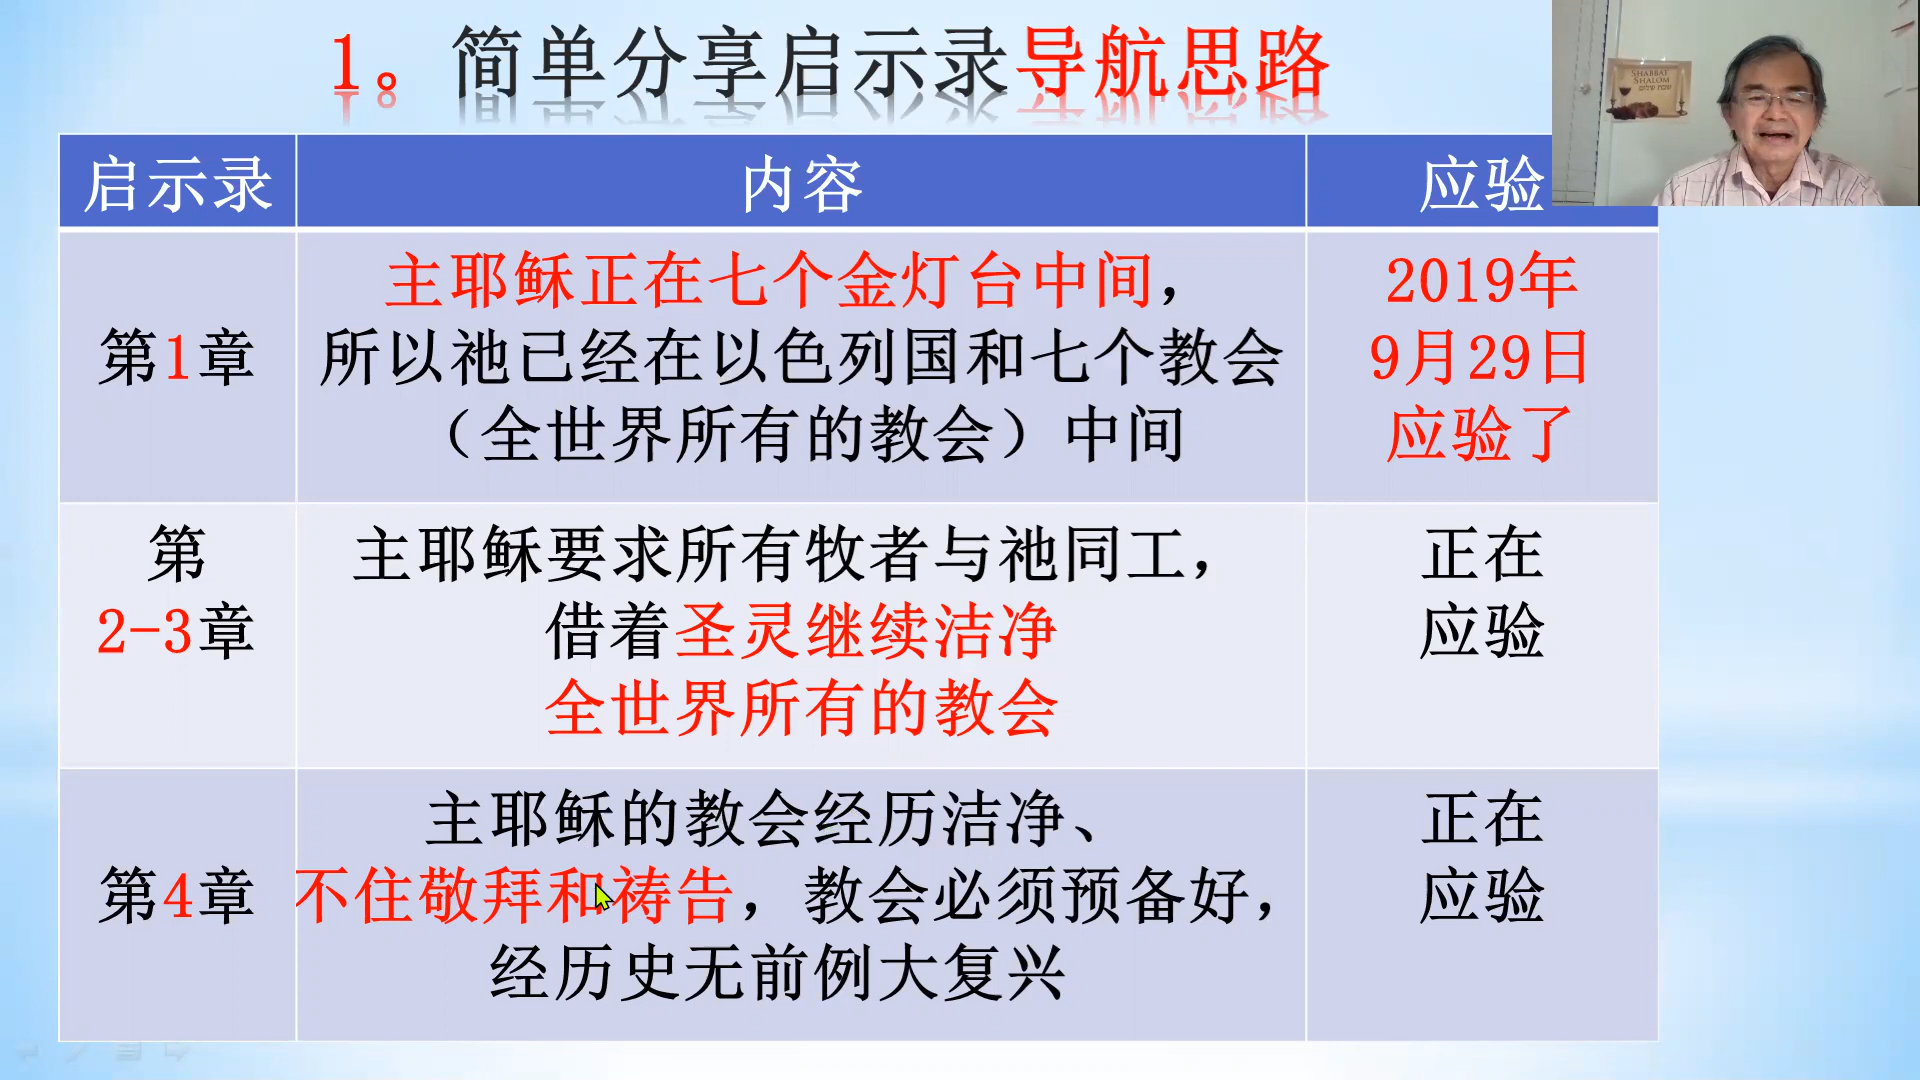 1。简单分享启示录导航思路
SHABBAT
SHALOM
启示录
内容
应验
第1章
主耶稣正在七个金灯台中间，
所以祂已经在以色列国和七个教会
（全世界所有的教会）中间
2019年
9月29日
应验了
第
2-3章
主耶稣要求所有牧者与祂同工，
借着圣灵继续洁净
全世界所有的教会
正在
应验
第4章
主耶稣的教会经历洁净、
不住敬拜和祷告，教会必须预备好，
经历史无前例大复兴
正在
应验